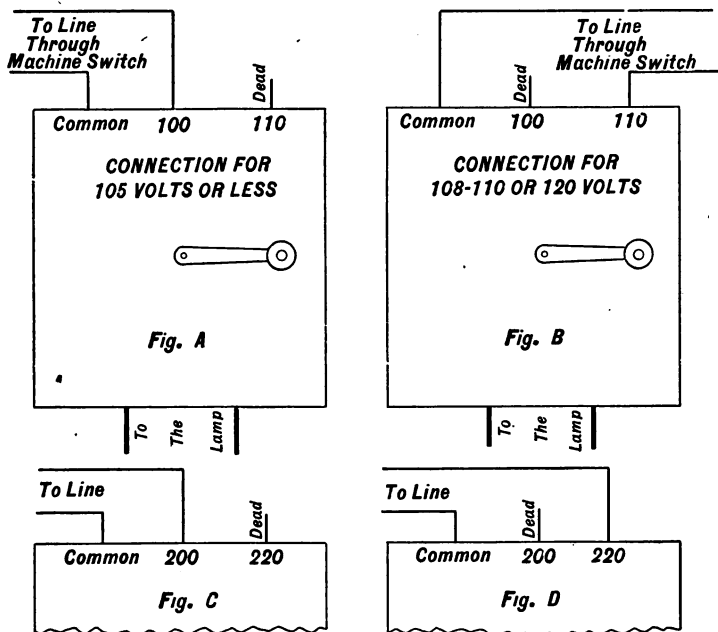 To Line
Through
Machine Switch
Dead
Common 100 110
CONNECTION FOR
105 VOLTS OR LESS
Fig. A
To The Lamp
To Line
Through
Machine Switch
Dead
Common 100 110
CONNECTION FOR
108-110 OR 120 VOLTS
Fig. B
To The Lamp
To Line
Dead
Common 200 220
Fig. C
To Line
Dead
Common 200 220
Fig. D